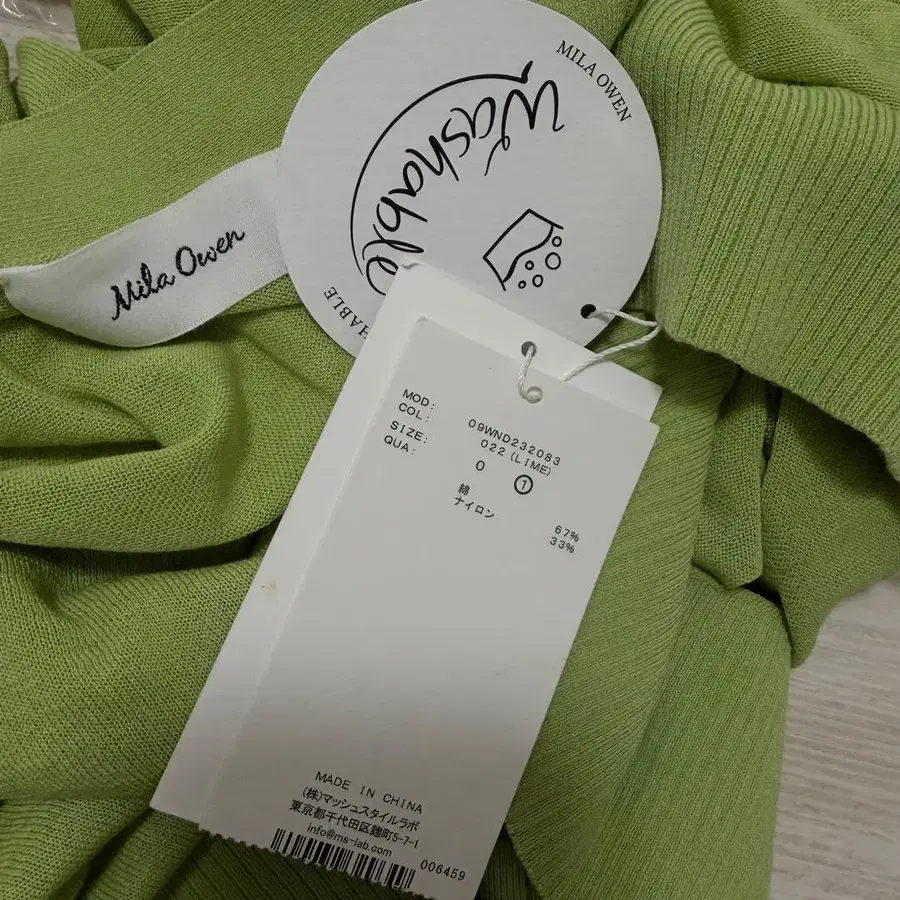 MILA OWEN
Washable
HABLE
Mila Owen
MOD: 09WND232083
COL: 022 (LIME)
SIZE: 0 ①
QUA: 綿 67%
ナイロン 33%
MADE IN CHINA
(株)マッシュスタイルラボ
東京都千代田区麹町5-7-1
info@ms-lab.com
006459